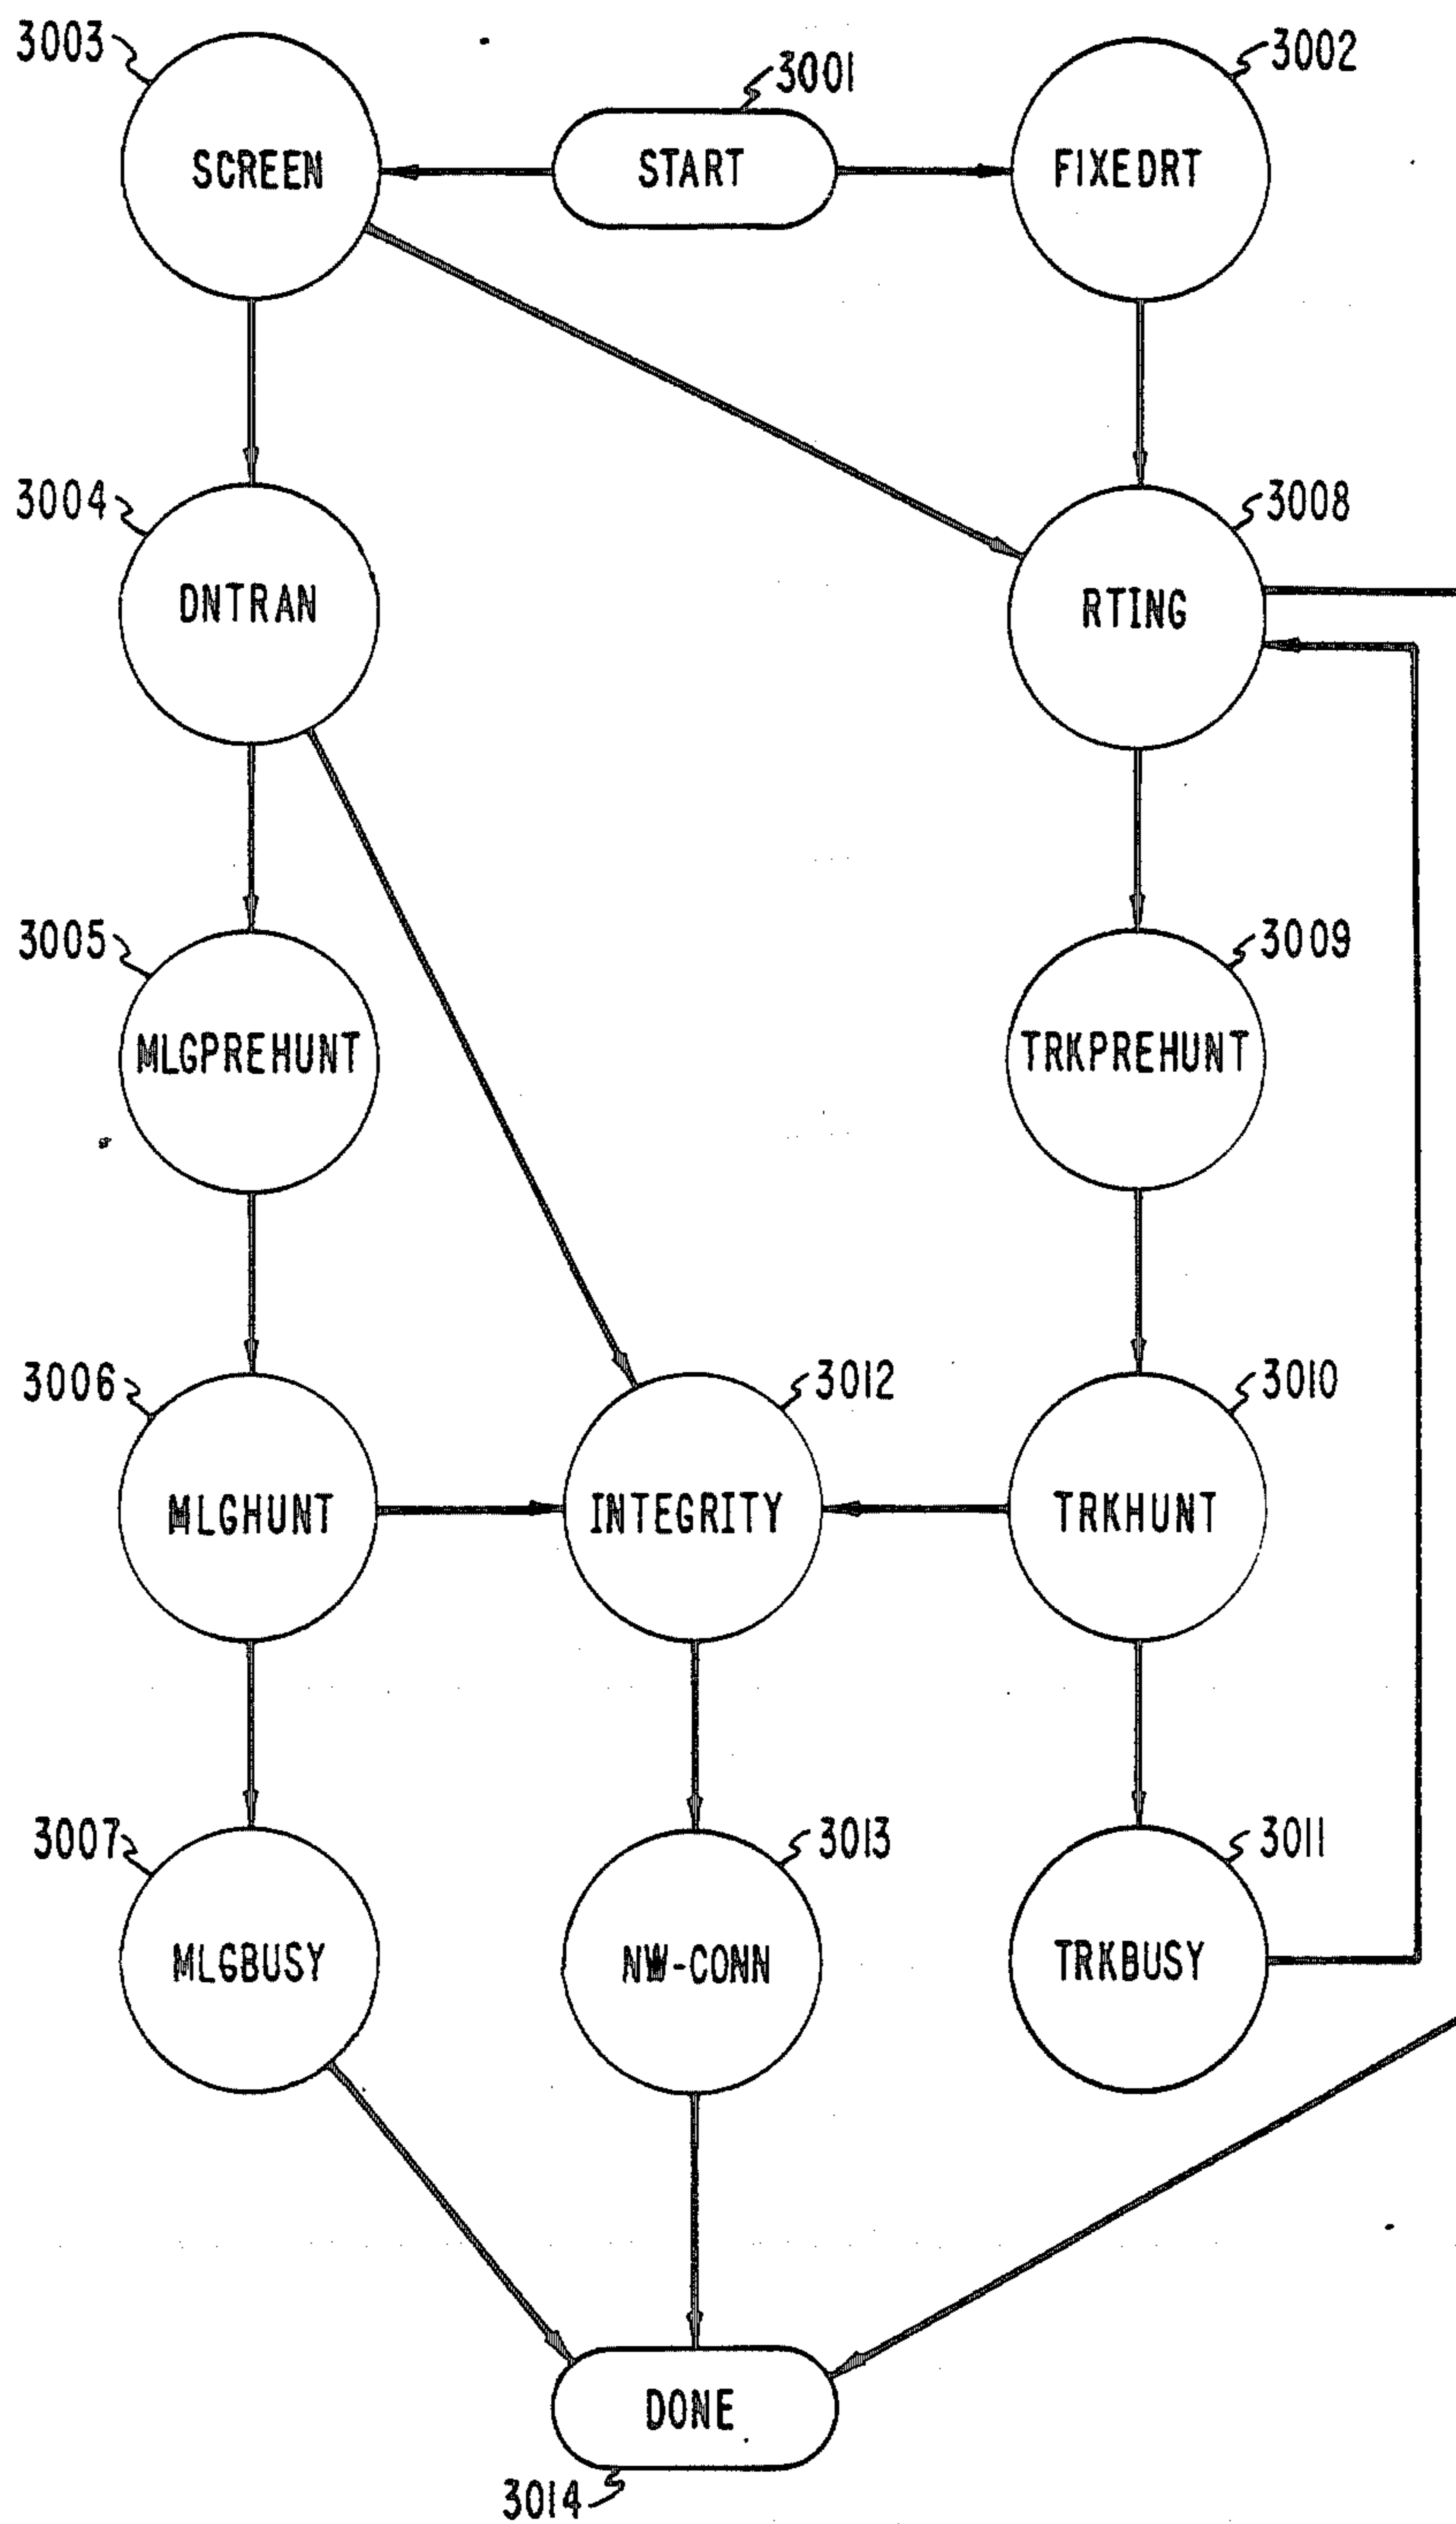 3003
3001
3002
SCREEN
START
FIXEDRT
3004
3008
DNTRAN
RTING
3005
3009
MLGPREHUNT
TRKPREHUNT
3006
3012
3010
MLGHUNT
INTEGRITY
TRKHUNT
3007
3013
3011
MLGBUSY
NW-CONN
TRKBUSY
DONE
3014